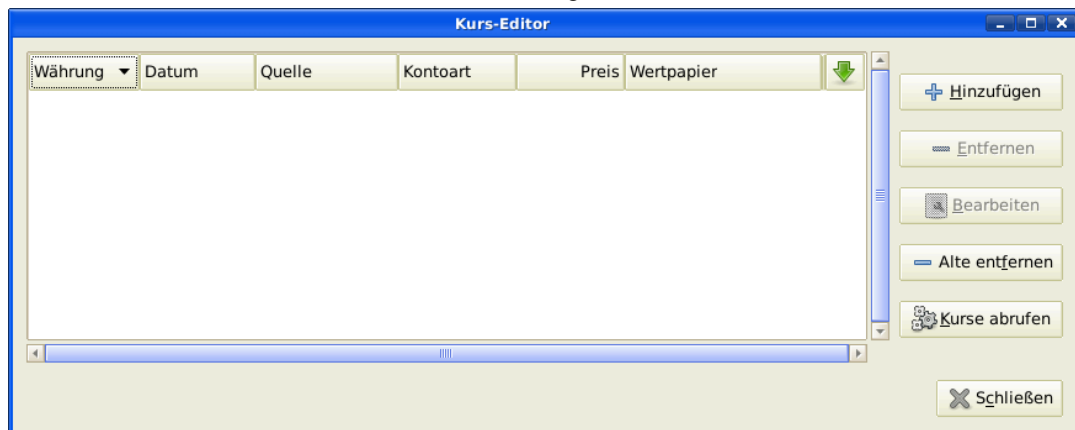 Kurs-Editor
Währung Datum Quelle Kontoart Preis Wertpapier
Hinzufügen
Entfernen
Bearbeiten
Alte entfernen
Kurse abrufen
Schließen